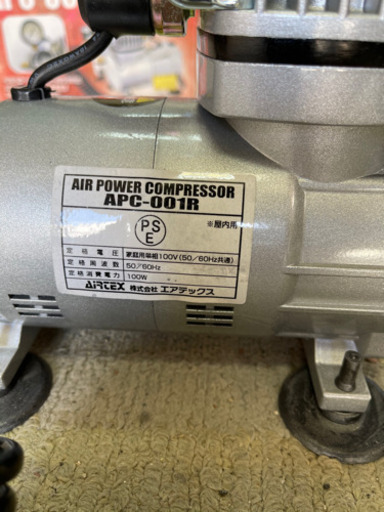 AIR POWER COMPRESSOR
APC-001R
PS
E
※屋内用
定格電圧 家庭用単相100V(50/60Hz共通)
定格周波数 50/60Hz
定格消費電力 100W
AIRTEX 株式会社 エアテックス